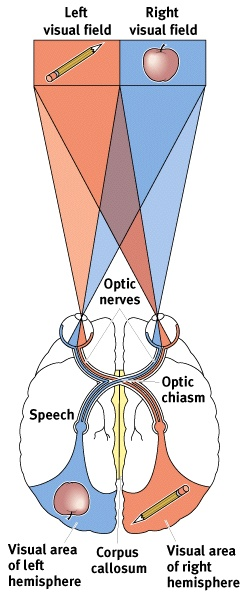 Left
visual field
Right
visual field
Optic
nerves
Optic
chiasm
Speech
Visual area
of left
hemisphere
Corpus
callosum
Visual area
of right
hemisphere